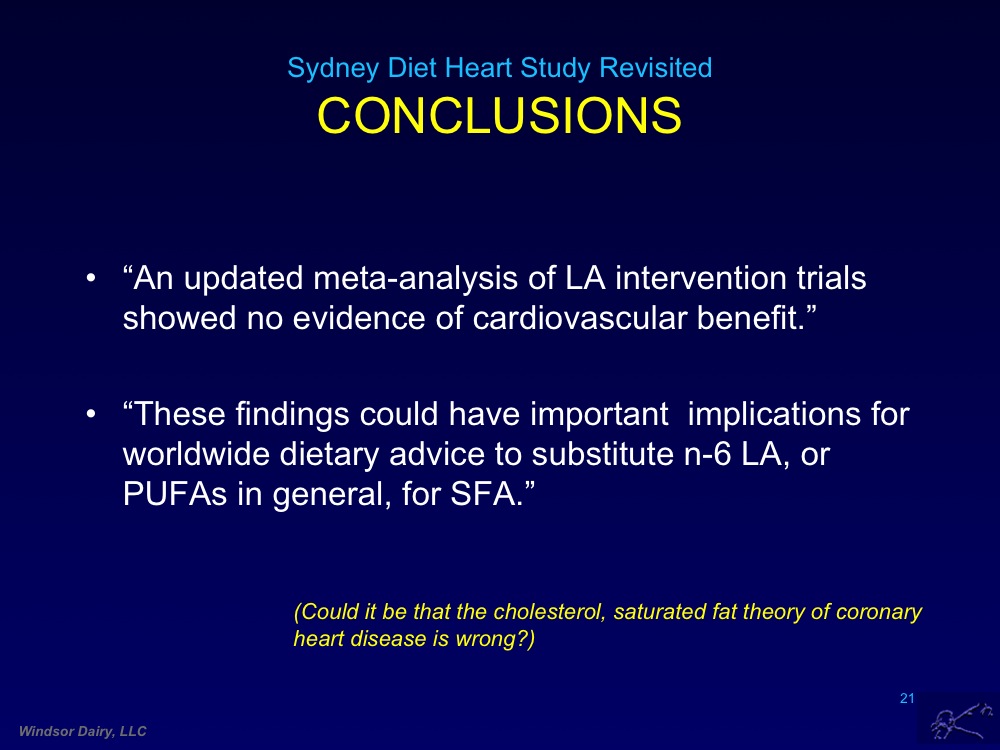 Sydney Diet Heart Study Revisited
CONCLUSIONS
• “An updated meta-analysis of LA intervention trials
showed no evidence of cardiovascular benefit.”
• “These findings could have important  implications for
worldwide dietary advice to substitute n-6 LA, or
PUFAs in general, for SFA.”
(Could it be that the cholesterol, saturated fat theory of coronary
heart disease is wrong?)
21
Windsor Dairy, LLC